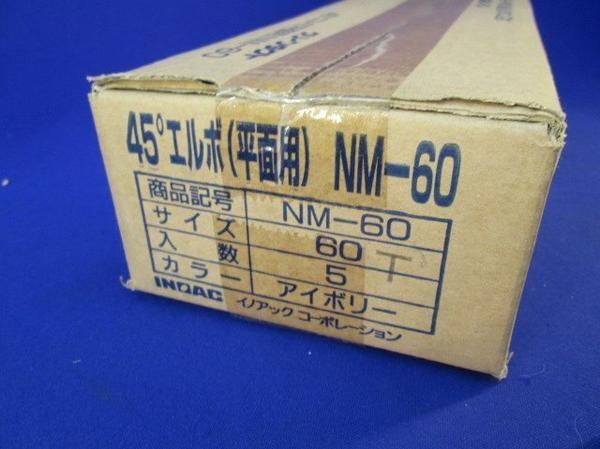 45°エルボ(平面用) NM-60
商品記号 NM-60
サイズ 60 T
入数 5
カラー アイボリー
INOAC イノアック コーポレーション